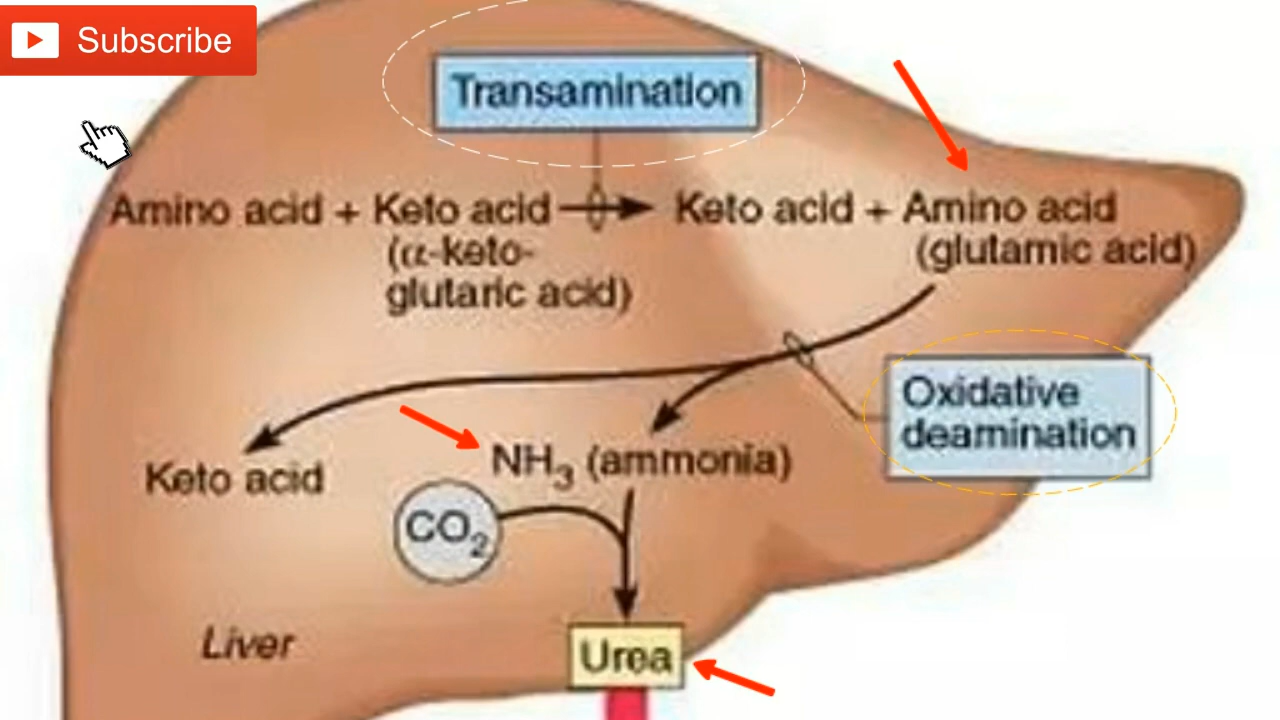 Subscribe
Transamination
Amino acid + Keto acid → Keto acid + Amino acid
(α-keto-
glutaric acid)
(glutamic acid)
Oxidative
deamination
Keto acid
NH₃ (ammonia)
CO₂
Liver
Urea